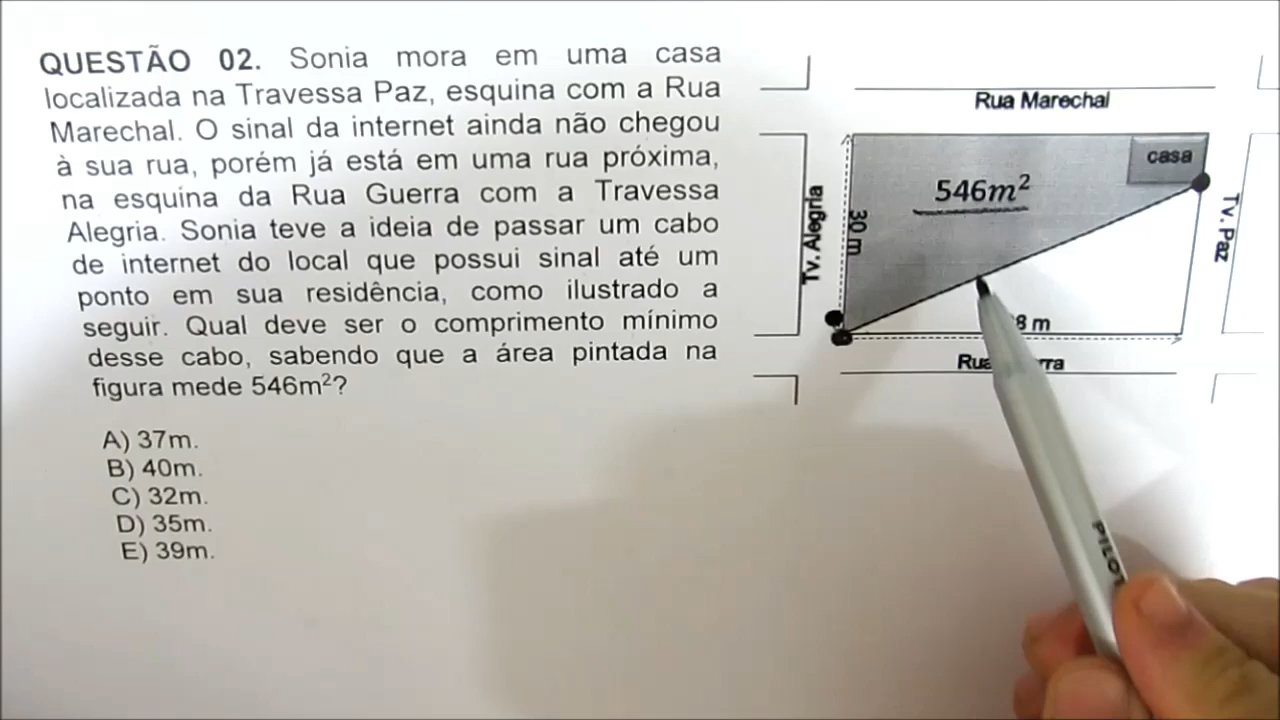 QUESTÃO 02. Sonia mora em uma casa
localizada na Travessa Paz, esquina com a Rua
Marechal. O sinal da internet ainda não chegou
à sua rua, porém já está em uma rua próxima,
na esquina da Rua Guerra com a Travessa
Alegria. Sonia teve a ideia de passar um cabo
de internet do local que possui sinal até um
ponto em sua residência, como ilustrado a
seguir. Qual deve ser o comprimento mínimo
desse cabo, sabendo que a área pintada na
figura mede 546m²?
A) 37m.
B) 40m.
C) 32m.
D) 35m.
E) 39m.
Rua Marechal
casa
546m²
Tv. Alegria
30 m
Tv. Paz
8 m
PILOT